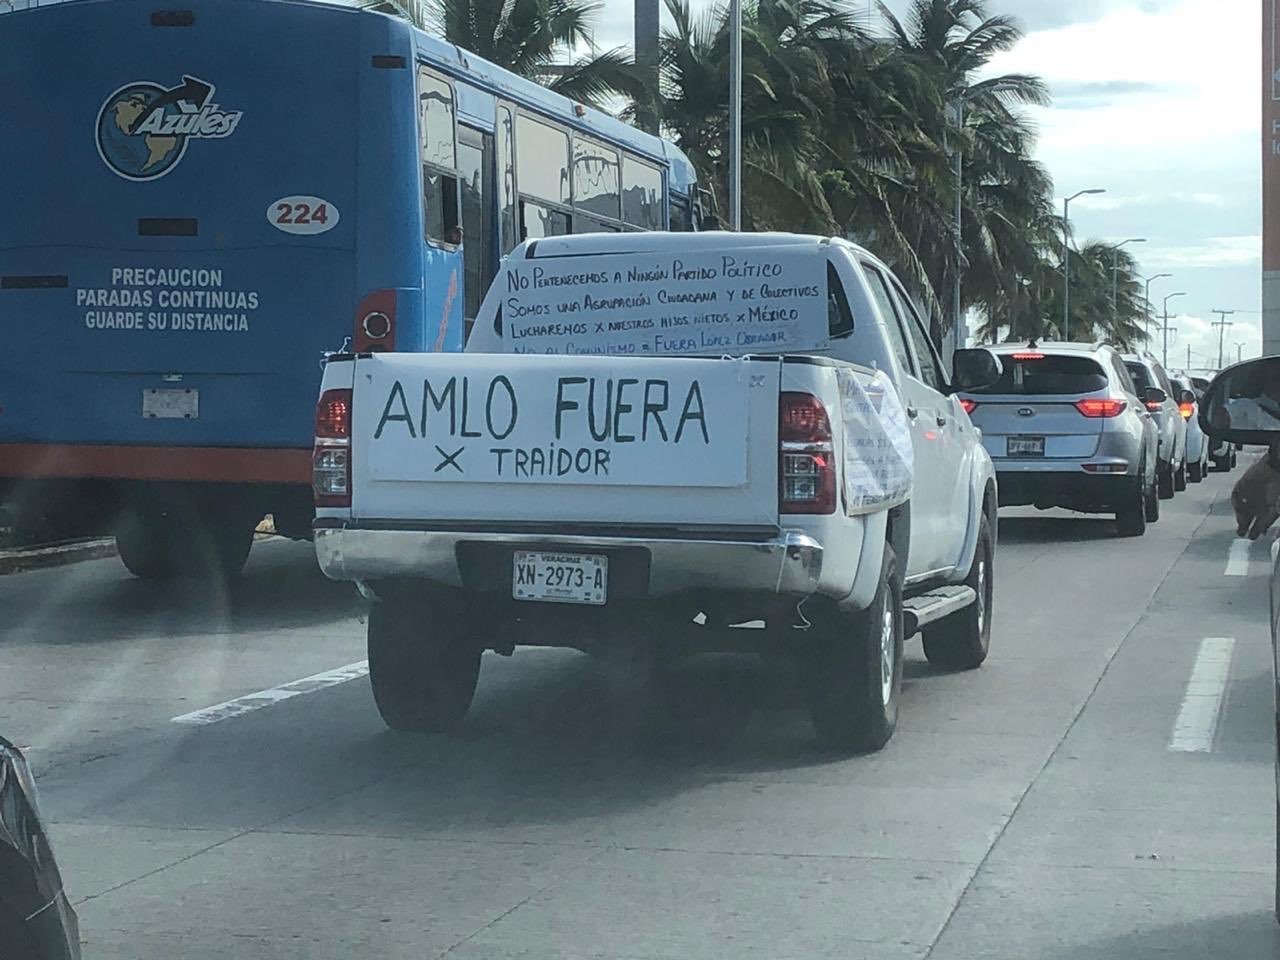 Azules
224
PRECAUCION
PARADAS CONTINUAS
GUARDE SU DISTANCIA
NO PERTENECEMOS A NINGÚN PARTIDO POLÍTICO
SOMOS UNA AGRUPACIÓN CIUDADANA Y DE COLECTIVOS
LUCHAREMOS X NUESTROS HIJOS, NIETOS X MÉXICO
NO AL COMUNISMO = FUERA LÓPEZ OBRADOR
AMLO FUERA
X TRAIDOR
VERACRUZ
XN-2973-A
KIA